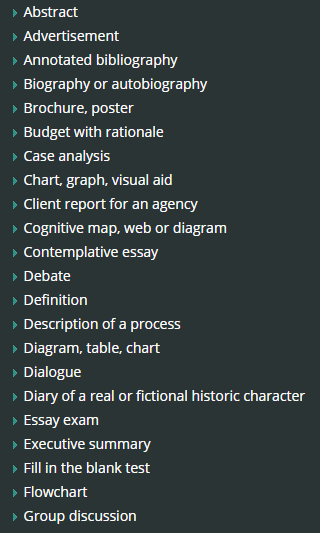 Abstract
Advertisement
Annotated bibliography
Biography or autobiography
Brochure, poster
Budget with rationale
Case analysis
Chart, graph, visual aid
Client report for an agency
Cognitive map, web or diagram
Contemplative essay
Debate
Definition
Description of a process
Diagram, table, chart
Dialogue
Diary of a real or fictional historic character
Essay exam
Executive summary
Fill in the blank test
Flowchart
Group discussion